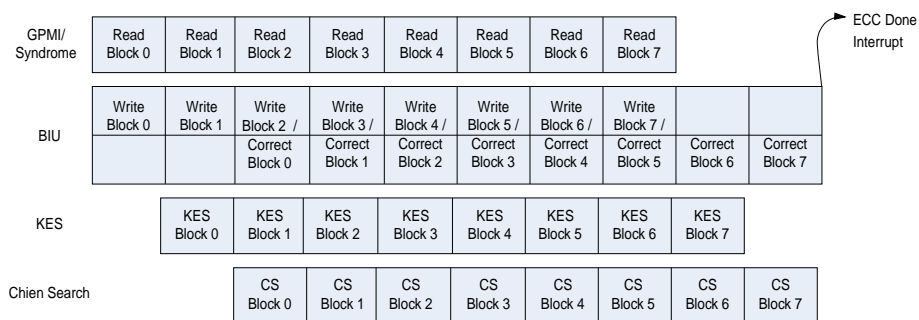 ECC Done
Interrupt
GPMI/
Syndrome
Read Read Read Read Read Read Read Read
Block 0 Block 1 Block 2 Block 3 Block 4 Block 5 Block 6 Block 7
BIU
Write Write Write Write Write Write Write Write
Block 0 Block 1 Block 2 / Block 3 / Block 4 / Block 5 / Block 6 / Block 7 /
Correct Correct Correct Correct Correct Correct Correct Correct
Block 0 Block 1 Block 2 Block 3 Block 4 Block 5 Block 6 Block 7
KES
KES KES KES KES KES KES KES KES
Block 0 Block 1 Block 2 Block 3 Block 4 Block 5 Block 6 Block 7
Chien Search
CS CS CS CS CS CS CS CS
Block 0 Block 1 Block 2 Block 3 Block 4 Block 5 Block 6 Block 7